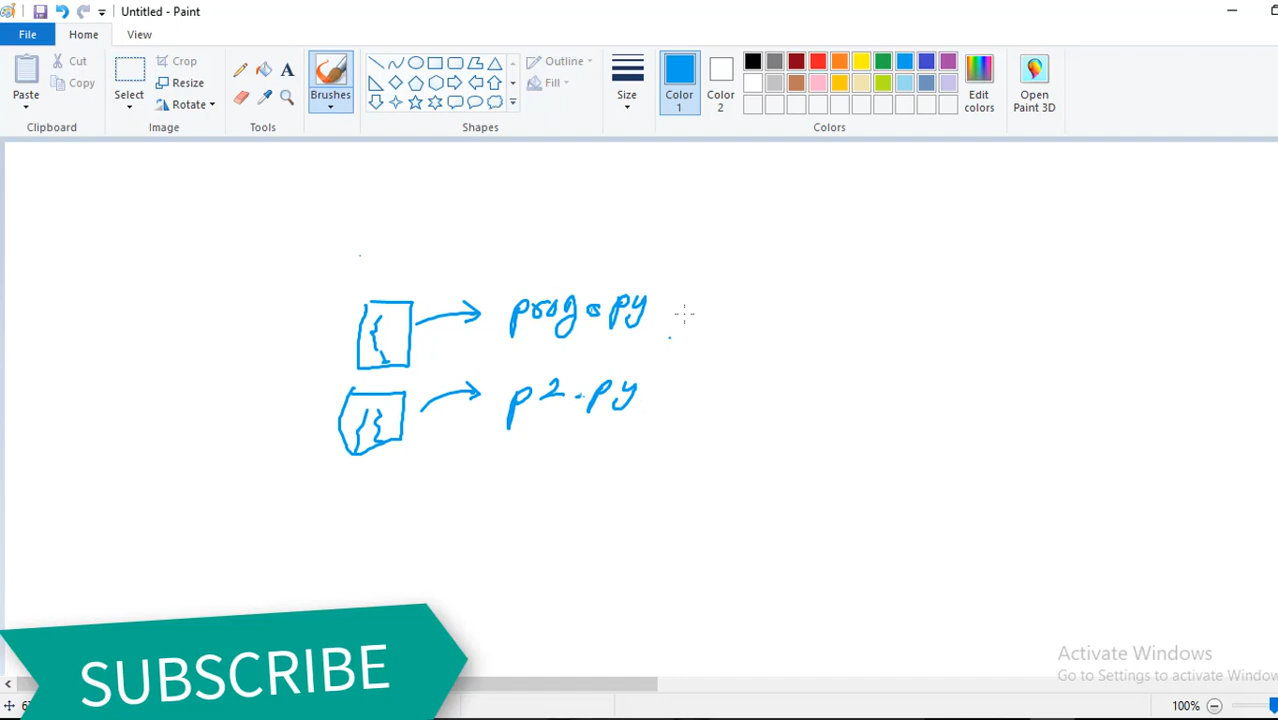 Untitled - Paint
File Home View
Paste
Cut
Copy
Clipboard
Select
Crop
Resize
Rotate
Image
A
Tools
Brushes
Outline
Fill
Shapes
Size
Color 1
Color 2
Colors
Edit colors
Open Paint 3D
prog.py
p2.py
SUBSCRIBE
Activate Windows
Go to Settings to activate Window
100%